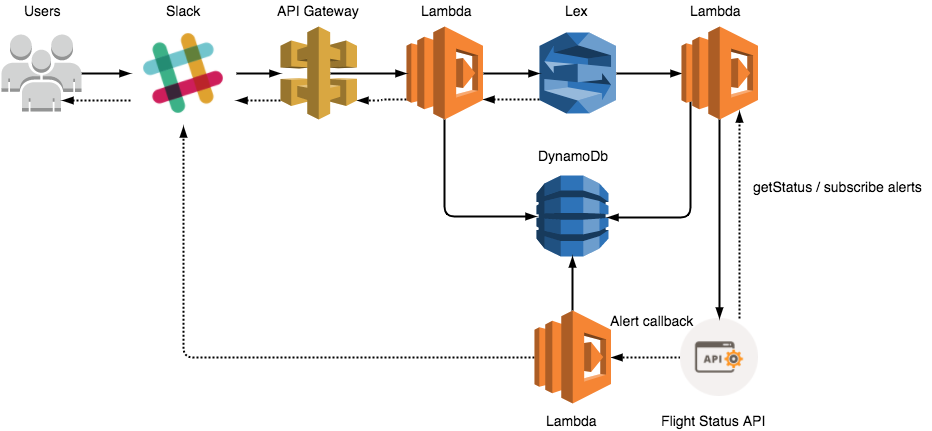 Users
Slack
API Gateway
Lambda
Lex
Lambda
DynamoDb
getStatus / subscribe alerts
Alert callback
API
Lambda
Flight Status API